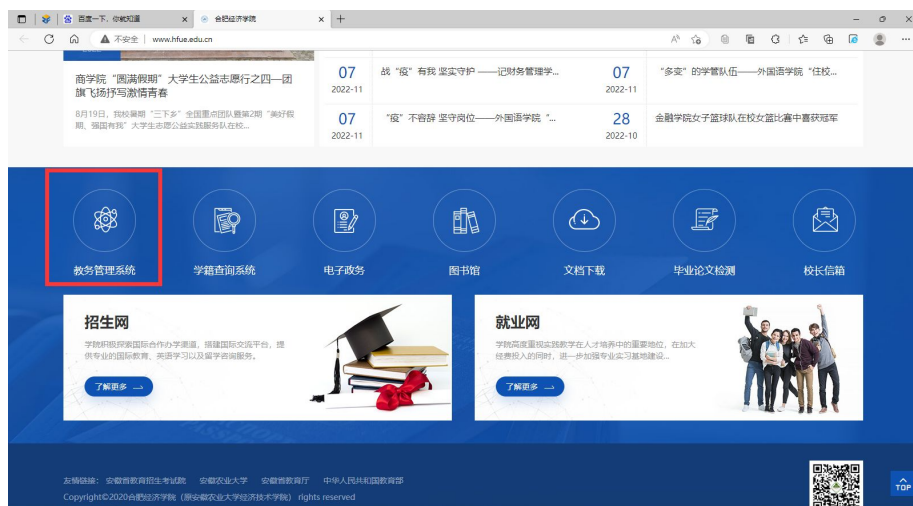 百度一下，你就知道
合肥经济学院
不安全 | www.hfue.edu.cn
商学院“圆满假期”大学生公益志愿行之四—团
旗飞扬抒写激情青春
8月19日，我校暑期“三下乡”全国重点团队暨第2期“美好假
期，强国有我”大学生志愿公益实践服务队在校...
07
2022-11
战“疫”有我 坚实守护 ——记财务管理学...
07
2022-11
“多变”的学管队伍——外国语学院“住校...
07
2022-11
“疫”不容辞 坚守岗位——外国语学院“...
28
2022-10
金融学院女子篮球队在校女篮比赛中喜获冠军
教务管理系统
学籍查询系统
电子政务
图书馆
文档下载
毕业论文检测
校长信箱
招生网
学院积极探索国际合作办学渠道，搭建国际交流平台，提
供专业的国际教育、英语学习以及留学咨询服务。
了解更多
就业网
学院高度重视实践教学在人才培养中的重要地位，在加大
经费投入的同时，进一步加强专业实习基地建设...
了解更多
友情链接： 安徽省教育招生考试院 安徽农业大学 安徽省教育厅 中华人民共和国教育部
Copyright©2020合肥经济学院（原安徽农业大学经济技术学院）rights reserved
TOP